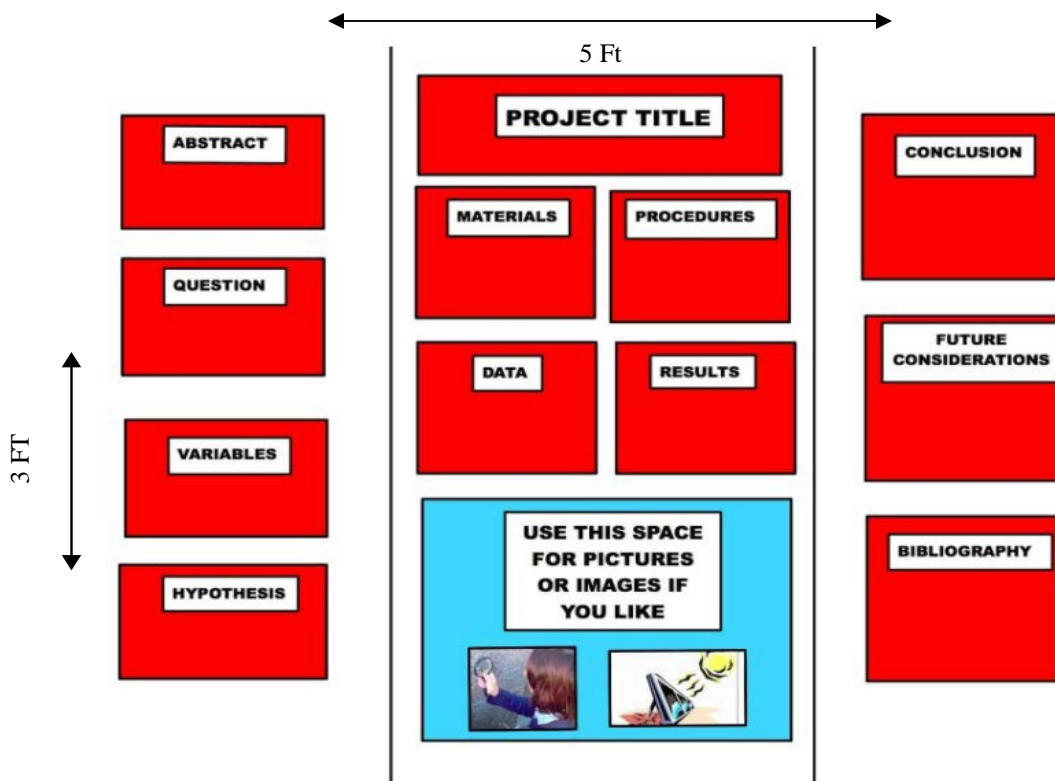 5 Ft
3 FT
ABSTRACT
QUESTION
VARIABLES
HYPOTHESIS
PROJECT TITLE
MATERIALS
PROCEDURES
DATA
RESULTS
USE THIS SPACE
FOR PICTURES
OR IMAGES IF
YOU LIKE
CONCLUSION
FUTURE
CONSIDERATIONS
BIBLIOGRAPHY